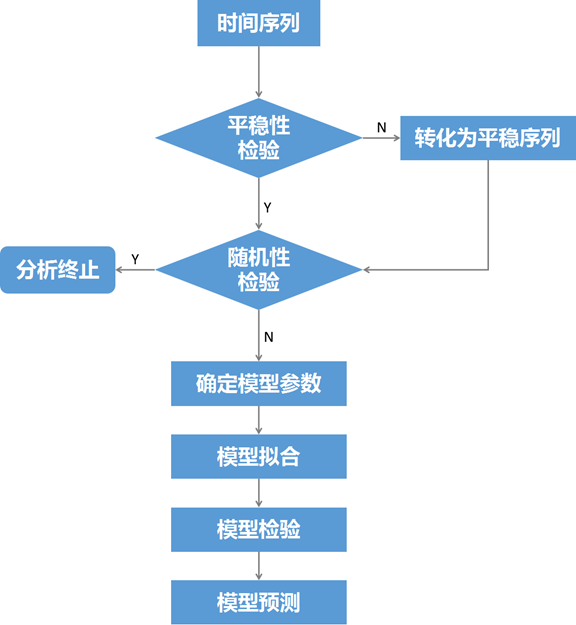 时间序列
平稳性
检验
N
转化为平稳序列
Y
随机性
检验
Y
分析终止
N
确定模型参数
模型拟合
模型检验
模型预测